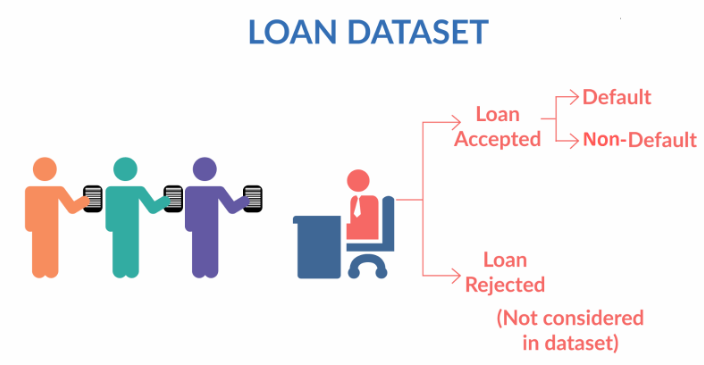 LOAN DATASET
Loan
Accepted
Default
Non-Default
Loan
Rejected
(Not considered
in dataset)